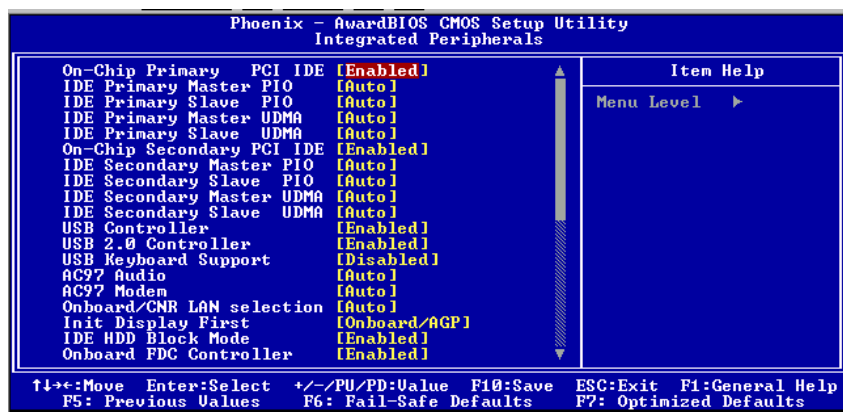 Phoenix - AwardBIOS CMOS Setup Utility
Integrated Peripherals
On-Chip Primary    PCI IDE [Enabled]
IDE Primary Master PIO     [Auto]
IDE Primary Slave  PIO     [Auto]
IDE Primary Master UDMA    [Auto]
IDE Primary Slave  UDMA    [Auto]
On-Chip Secondary PCI IDE [Enabled]
IDE Secondary Master PIO   [Auto]
IDE Secondary Slave  PIO   [Auto]
IDE Secondary Master UDMA [Auto]
IDE Secondary Slave  UDMA [Auto]
USB Controller             [Enabled]
USB 2.0 Controller         [Enabled]
USB Keyboard Support       [Disabled]
AC97 Audio                 [Auto]
AC97 Modem                 [Auto]
Onboard/CNR LAN selection [Auto]
Init Display First         [Onboard/AGP]
IDE HDD Block Mode         [Enabled]
Onboard FDC Controller     [Enabled]
Item Help
Menu Level   ►
↑↓→←:Move  Enter:Select  +/-/PU/PD:Value  F10:Save  ESC:Exit  F1:General Help
F5: Previous Values   F6: Fail-Safe Defaults   F7: Optimized Defaults